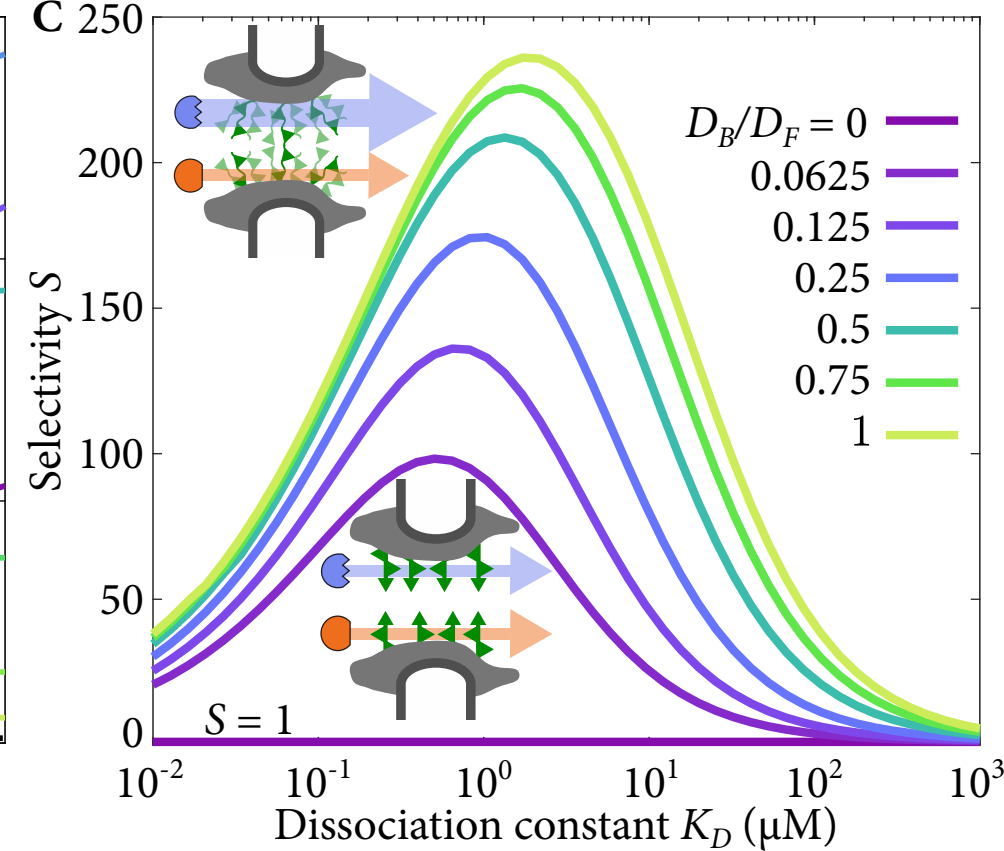 C
250
200
150
100
50
0
Selectivity S
D_B/D_F = 0
0.0625
0.125
0.25
0.5
0.75
1
S = 1
10^-2 10^-1 10^0 10^1 10^2 10^3
Dissociation constant K_D (μM)